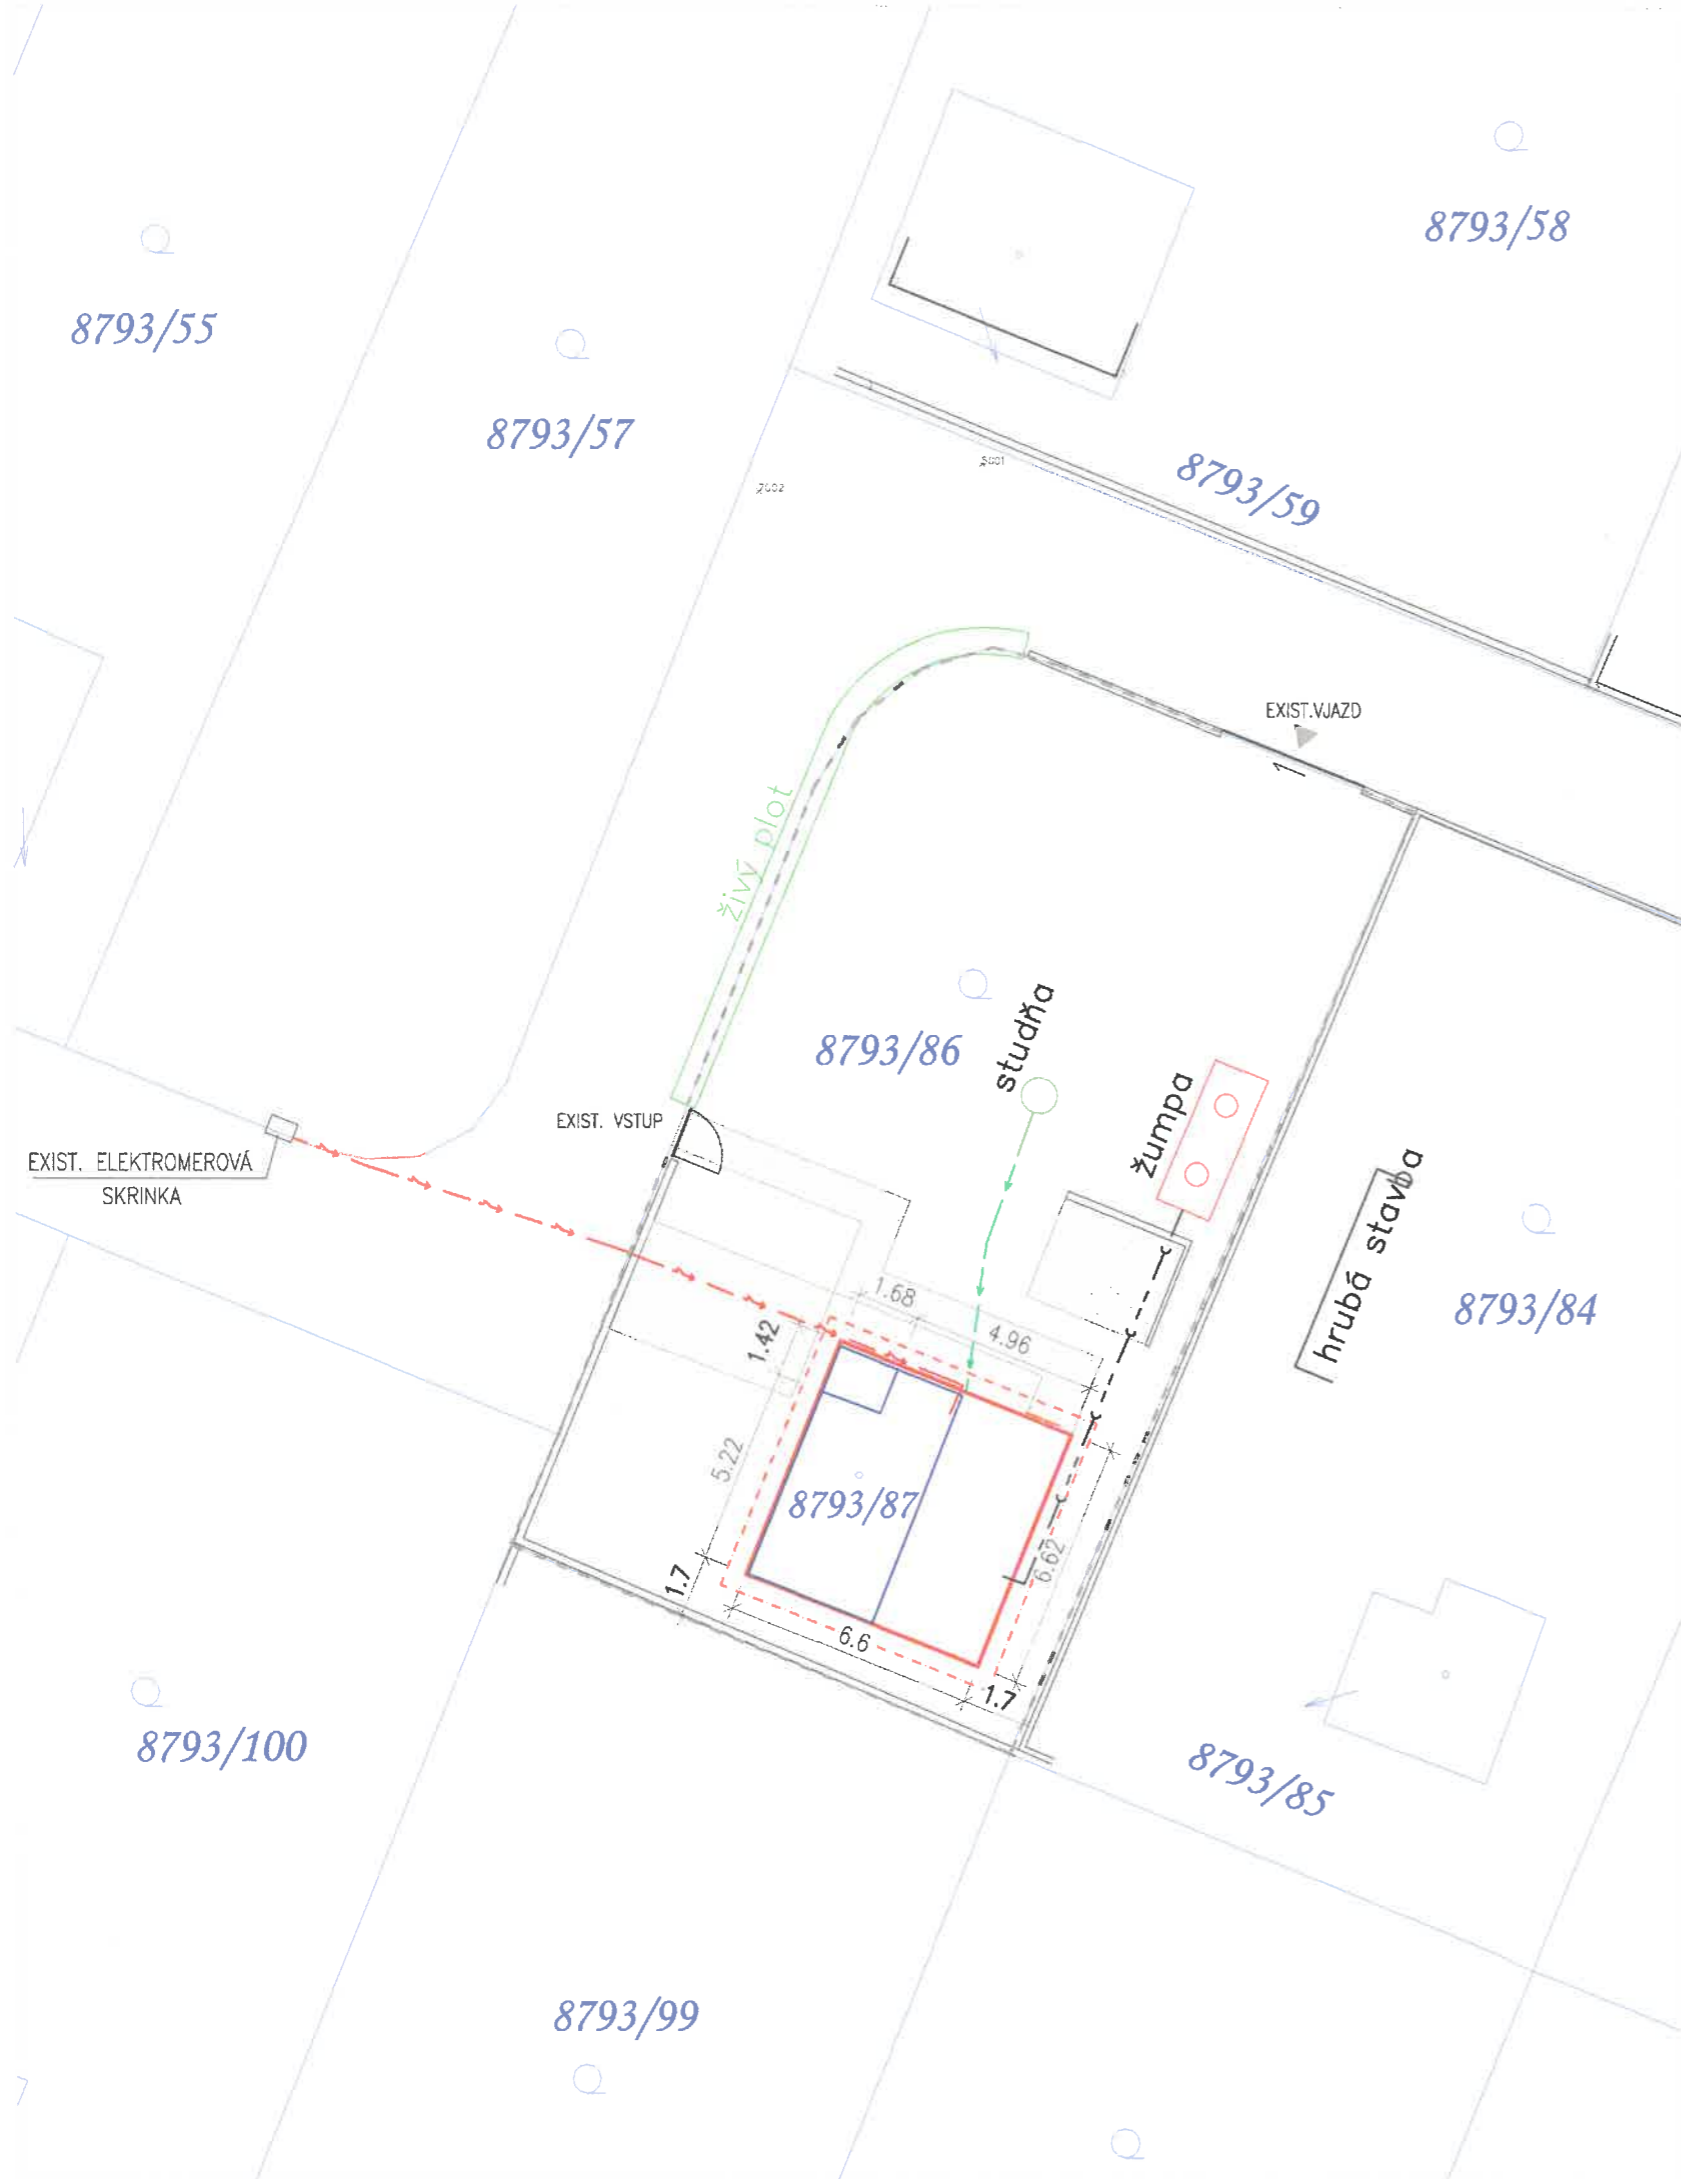 8793/58
8793/55
8793/57
8793/59
EXIST.VJAZD
živý plot
studňa
8793/86
žumpa
EXIST. VSTUP
EXIST. ELEKTROMEROVÁ
SKRINKA
hrubá stavba
8793/84
1.68
4.96
1.42
5.22
8793/87
6.62
1.7
6.6
1.7
8793/100
8793/85
8793/99